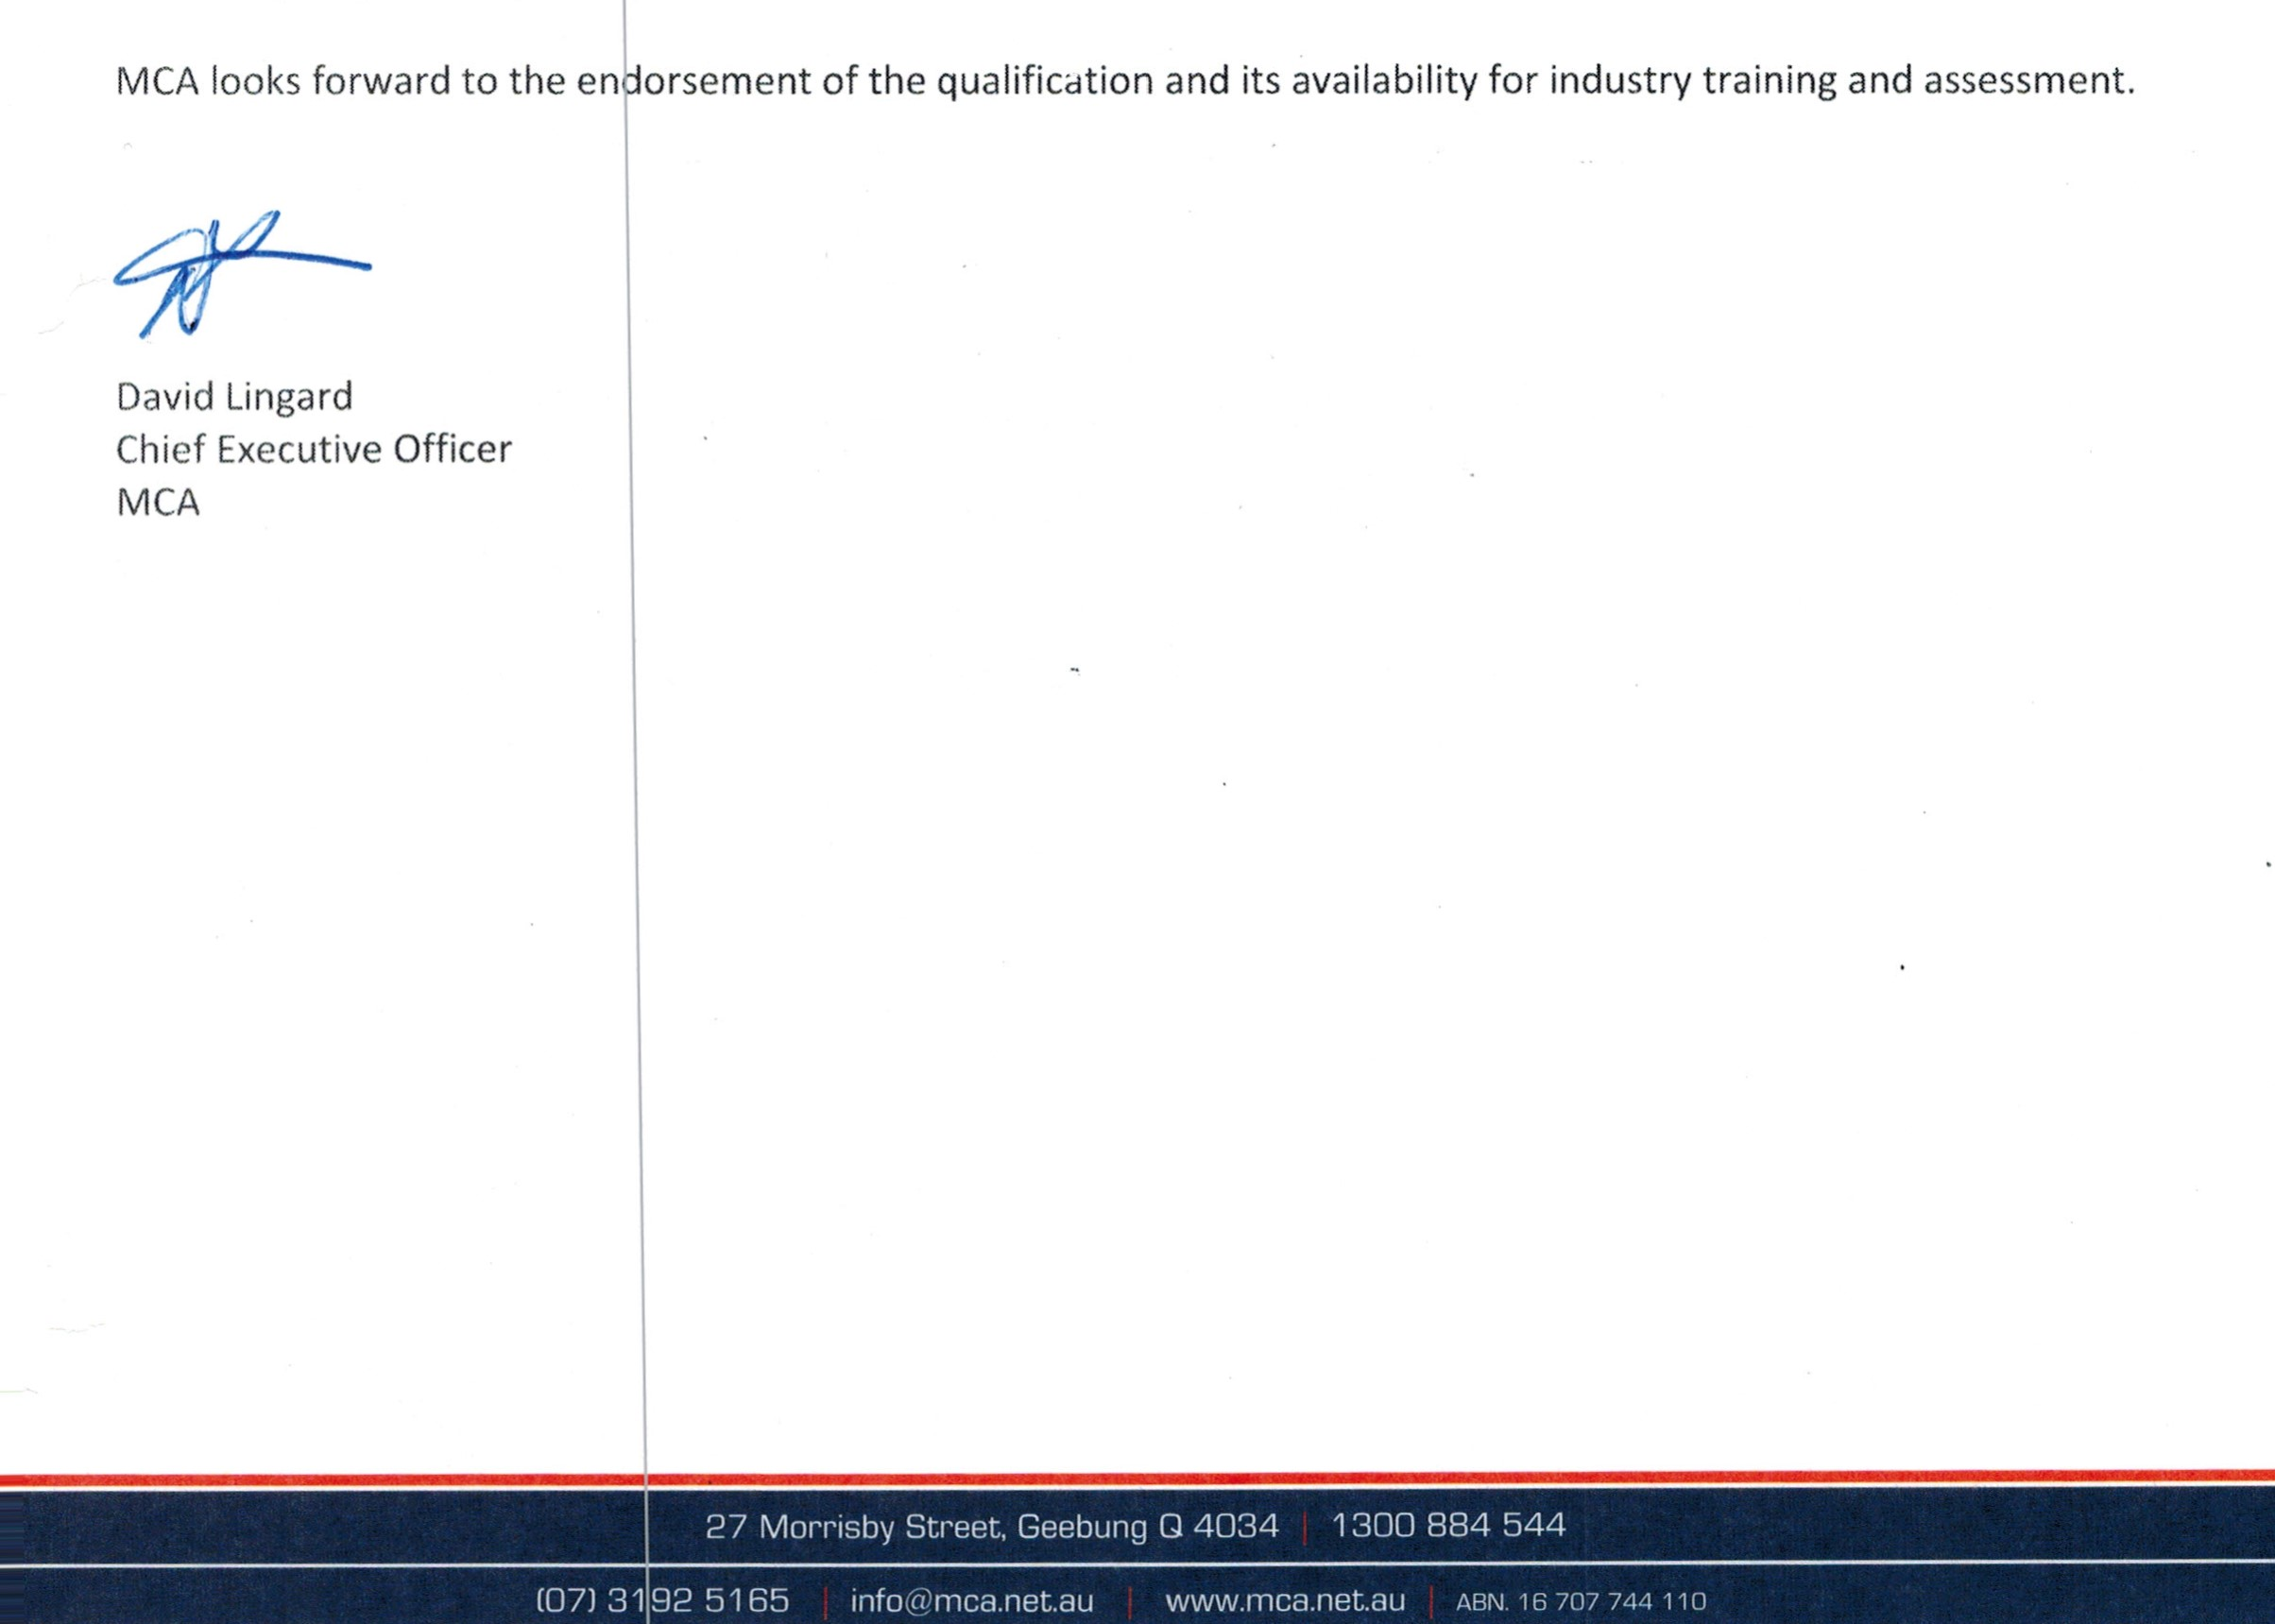 MCA looks forward to the endorsement of the qualification and its availability for industry training and assessment.
David Lingard
Chief Executive Officer
MCA
27 Morrisby Street, Geebung Q 4034 | 1300 884 544
(07) 3192 5165 | info@mca.net.au | www.mca.net.au | ABN. 16 707 744 110